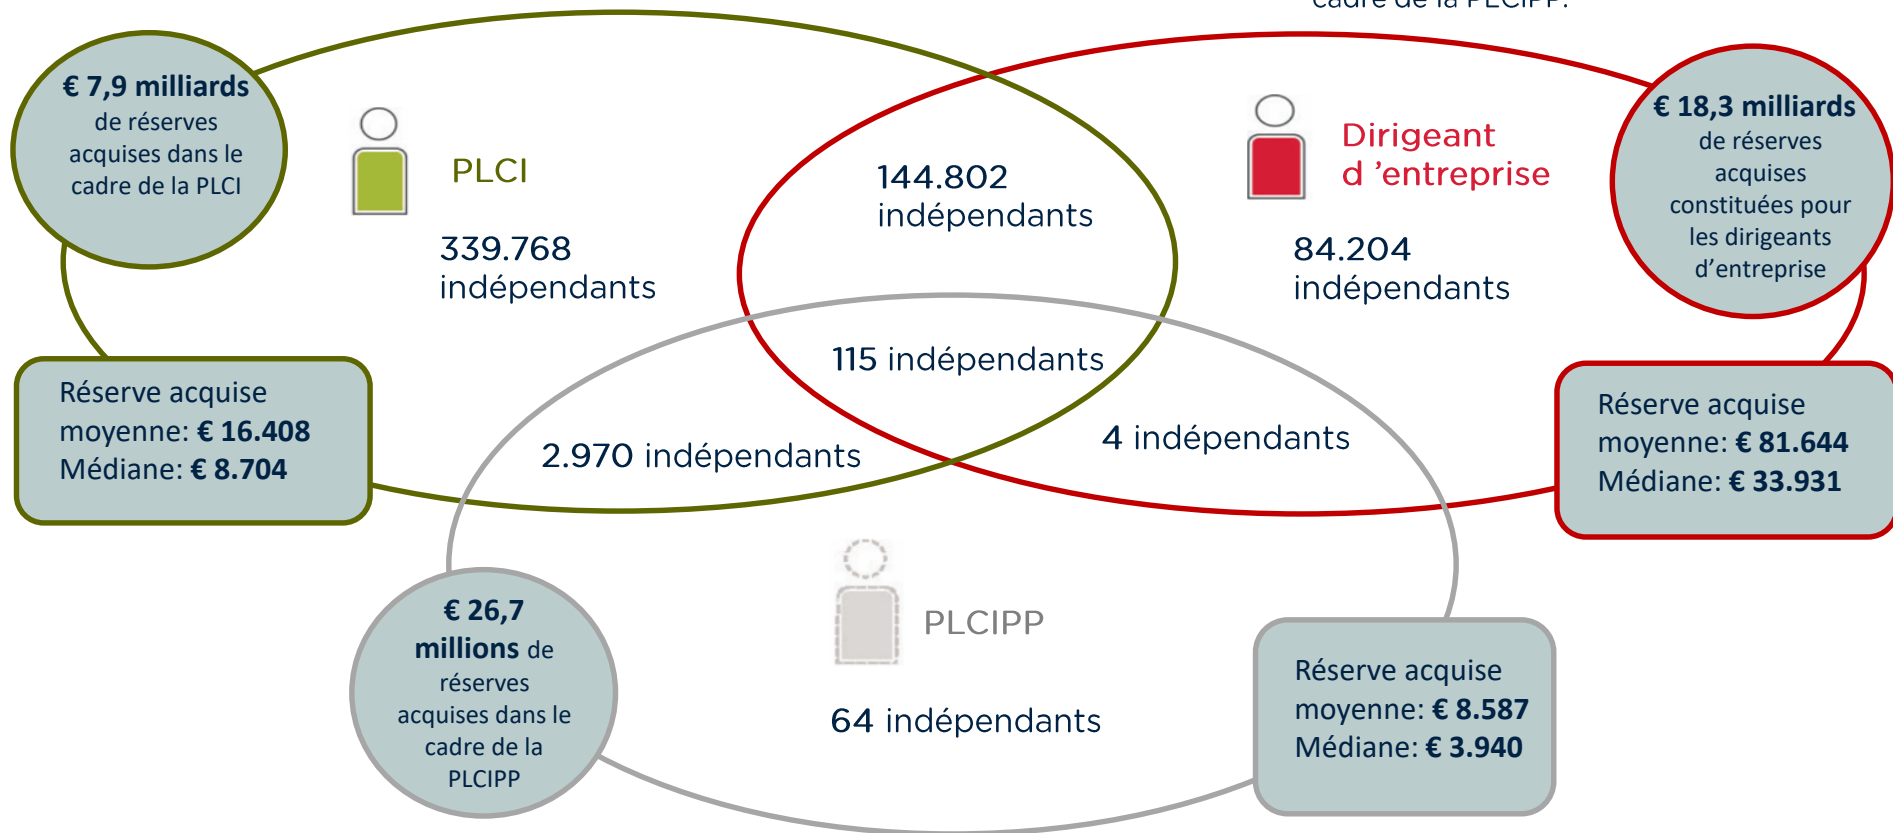 cadre de la PLCIPP.
€ 7,9 milliards
de réserves
acquises dans le
cadre de la PLCI
PLCI
339.768
indépendants
144.802
indépendants
Dirigeant
d ’entreprise
84.204
indépendants
€ 18,3 milliards
de réserves
acquises
constituées pour
les dirigeants
d’entreprise
115 indépendants
Réserve acquise
moyenne: € 16.408
Médiane: € 8.704
2.970 indépendants
4 indépendants
Réserve acquise
moyenne: € 81.644
Médiane: € 33.931
€ 26,7
millions de
réserves
acquises dans le
cadre de la
PLCIPP
PLCIPP
64 indépendants
Réserve acquise
moyenne: € 8.587
Médiane: € 3.940